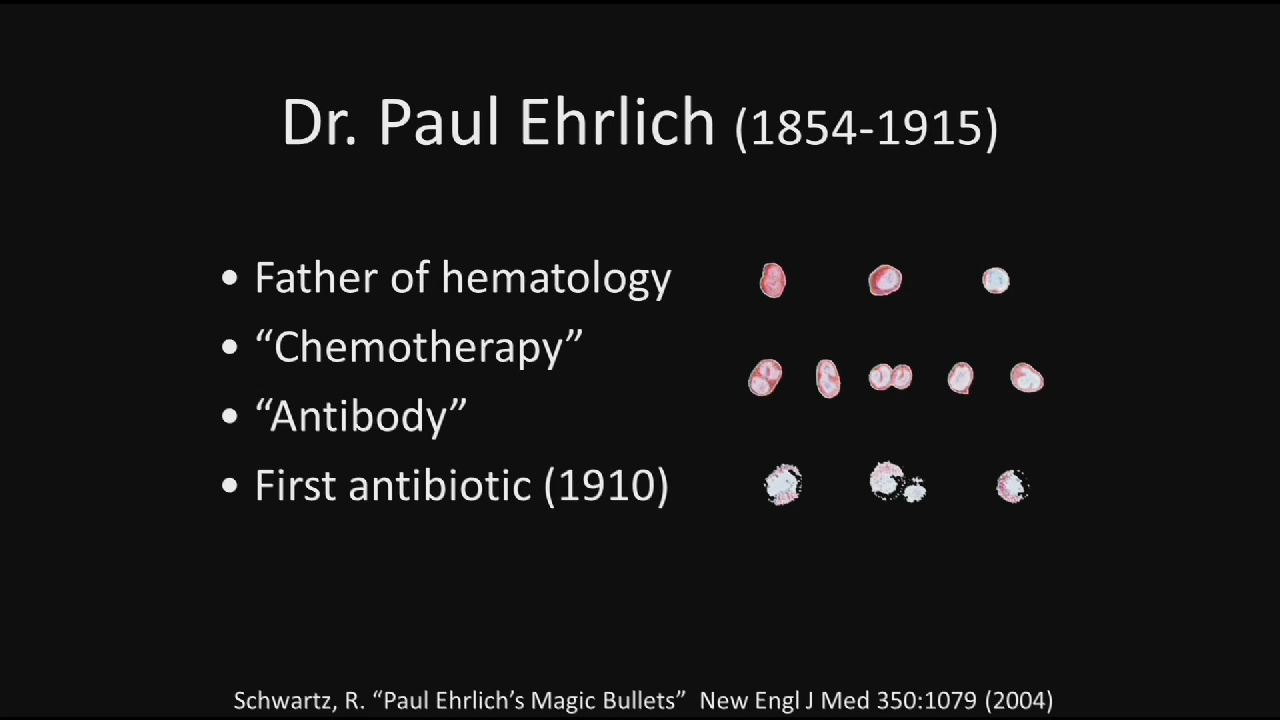 Dr. Paul Ehrlich (1854-1915)
• Father of hematology
• “Chemotherapy”
• “Antibody”
• First antibiotic (1910)
Schwartz, R. “Paul Ehrlich’s Magic Bullets” New Engl J Med 350:1079 (2004)